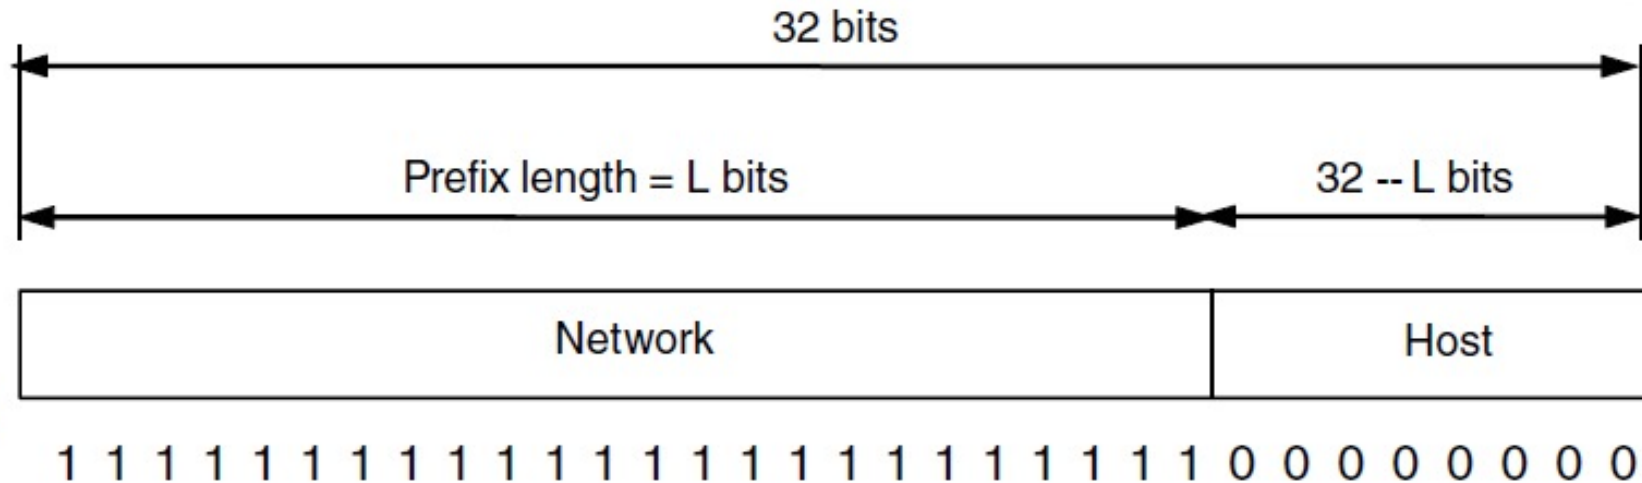 32 bits
Prefix length = L bits 32 -- L bits
Network Host
1 1 1 1 1 1 1 1 1 1 1 1 1 1 1 1 1 1 1 1 1 1 1 1 0 0 0 0 0 0 0 0